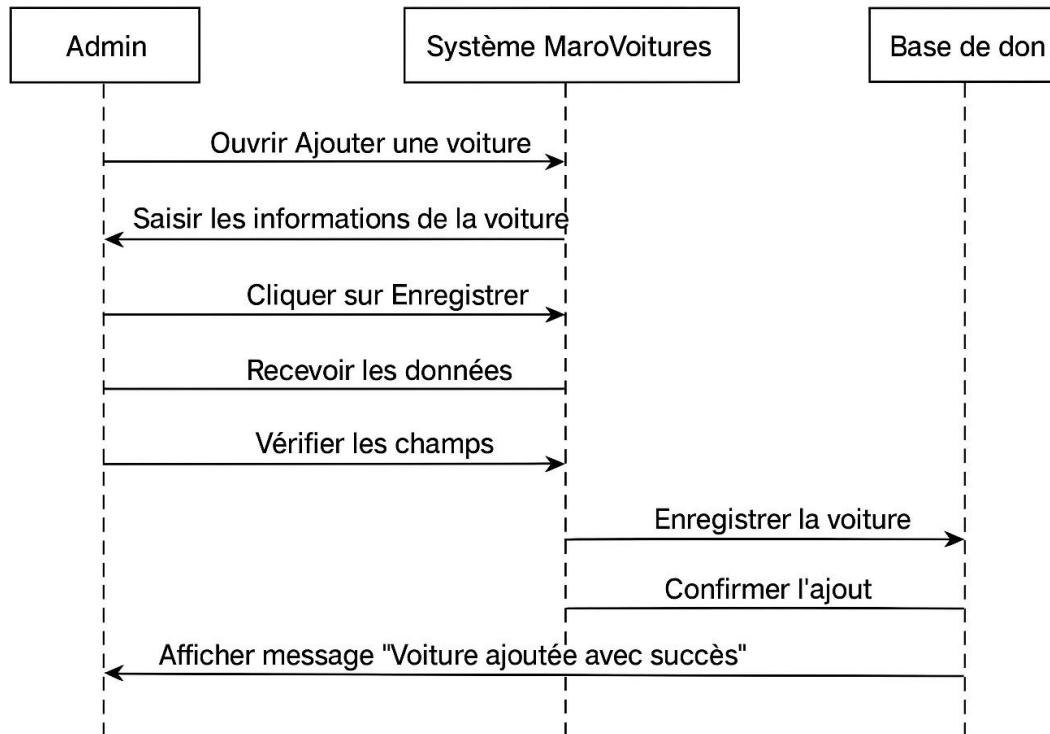 Admin
Système MaroVoitures
Base de don
Ouvrir Ajouter une voiture
Saisir les informations de la voiture
Cliquer sur Enregistrer
Recevoir les données
Vérifier les champs
Enregistrer la voiture
Confirmer l'ajout
Afficher message "Voiture ajoutée avec succès"